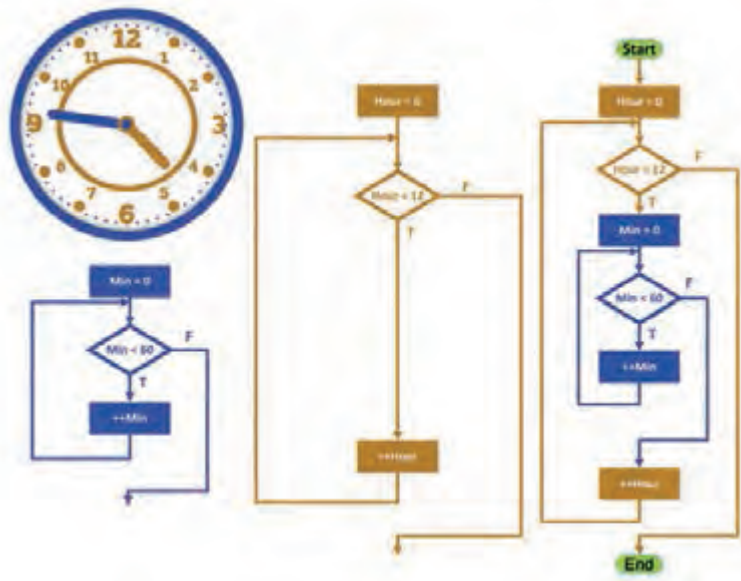 12
11
1
10
2
9
3
8
4
7
5
6
Min = 0
Min < 60
F
T
++Min
Hour = 0
Hour < 12
F
T
++Hour
Start
Hour = 0
Hour < 12
F
T
Min = 0
Min < 60
F
T
++Min
++Hour
End